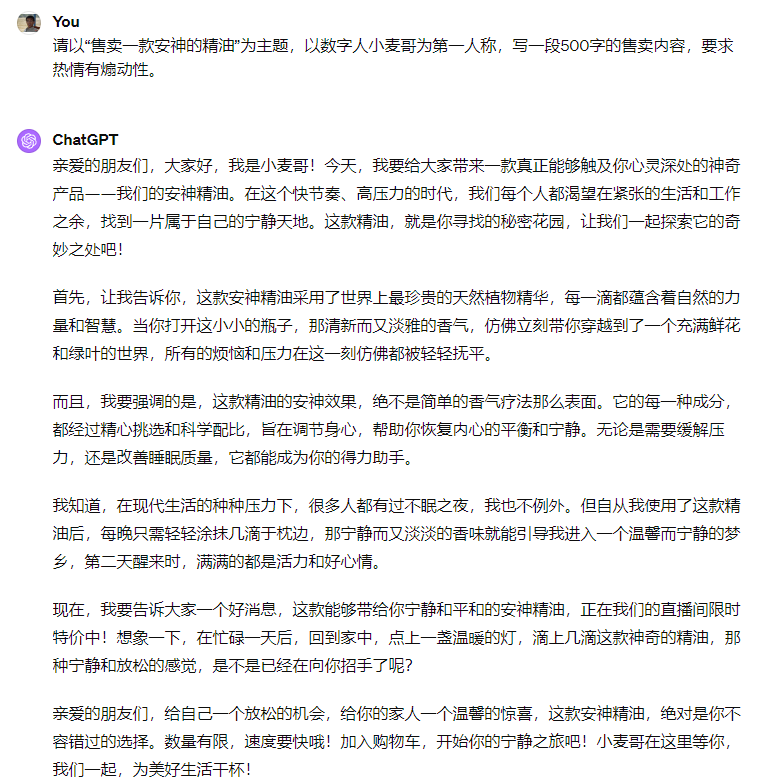 You
请以“售卖一款安神的精油”为主题，以数字人小麦哥为第一人称，写一段500字的售卖内容，要求
热情有煽动性。
ChatGPT
亲爱的朋友们，大家好，我是小麦哥！今天，我要给大家带来一款真正能够触及你心灵深处的神奇
产品——我们的安神精油。在这个快节奏、高压力的时代，我们每个人都渴望在紧张的生活和工作
之余，找到一片属于自己的宁静天地。这款精油，就是你寻找的秘密花园，让我们一起探索它的奇
妙之处吧！
首先，让我告诉你，这款安神精油采用了世界上最珍贵的天然植物精华，每一滴都蕴含着自然的力
量和智慧。当你打开这小小的瓶子，那清新而又淡雅的香气，仿佛立刻带你穿越到了一个充满鲜花
和绿叶的世界，所有的烦恼和压力在这一刻仿佛都被轻轻抚平。
而且，我要强调的是，这款精油的安神效果，绝不是简单的香气疗法那么表面。它的每一种成分，
都经过精心挑选和科学配比，旨在调节身心，帮助你恢复内心的平衡和宁静。无论是需要缓解压
力，还是改善睡眠质量，它都能成为你的得力助手。
我知道，在现代生活的种种压力下，很多人都有过不眠之夜，我也不例外。但自从我使用了这款精
油后，每晚只需轻轻涂抹几滴于枕边，那宁静而又淡淡的香味就能引导我进入一个温馨而宁静的梦
乡，第二天醒来时，满满的都是活力和好心情。
现在，我要告诉大家一个好消息，这款能够带给你宁静和平和的安神精油，正在我们的直播间限时
特价中！想象一下，在忙碌一天后，回到家中，点上一盏温暖的灯，滴上几滴这款神奇的精油，那
种宁静和放松的感觉，是不是已经在向你招手了呢？
亲爱的朋友们，给自己一个放松的机会，给你的家人一个温馨的惊喜，这款安神精油，绝对是你不
容错过的选择。数量有限，速度要快哦！加入购物车，开始你的宁静之旅吧！小麦哥在这里等你，
我们一起，为美好生活干杯！